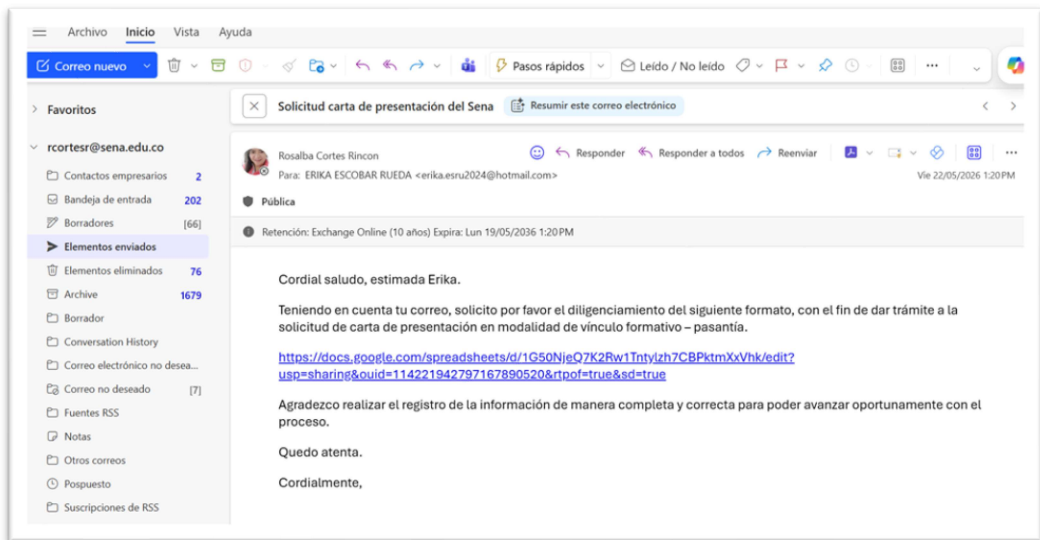 Archivo Inicio Vista Ayuda
Correo nuevo Pasos rápidos Leído / No leído
Favoritos
rcortesr@sena.edu.co
Contactos empresarios 2
Bandeja de entrada 202
Borradores [66]
Elementos enviados
Elementos eliminados 76
Archive 1679
Borrador
Conversation History
Correo electrónico no desea...
Correo no deseado [7]
Fuentes RSS
Notas
Otros correos
Pospuesto
Suscripciones de RSS
Solicitud carta de presentación del Sena Resumir este correo electrónico
Rosalba Cortes Rincon Responder Responder a todos Reenviar
Para: ERIKA ESCOBAR RUEDA <erika.esru2024@hotmail.com> Vie 22/05/2026 1:20 PM
Pública
Retención: Exchange Online (10 años) Expira: Lun 19/05/2036 1:20 PM
Cordial saludo, estimada Erika.
Teniendo en cuenta tu correo, solicito por favor el diligenciamiento del siguiente formato, con el fin de dar trámite a la
solicitud de carta de presentación en modalidad de vínculo formativo – pasantía.
https://docs.google.com/spreadsheets/d/1G50NjeQ7K2Rw1Tntylzh7CBPktmXxVhk/edit?
usp=sharing&ouid=114221942797167890520&rtpof=true&sd=true
Agradezco realizar el registro de la información de manera completa y correcta para poder avanzar oportunamente con el
proceso.
Quedo atenta.
Cordialmente,